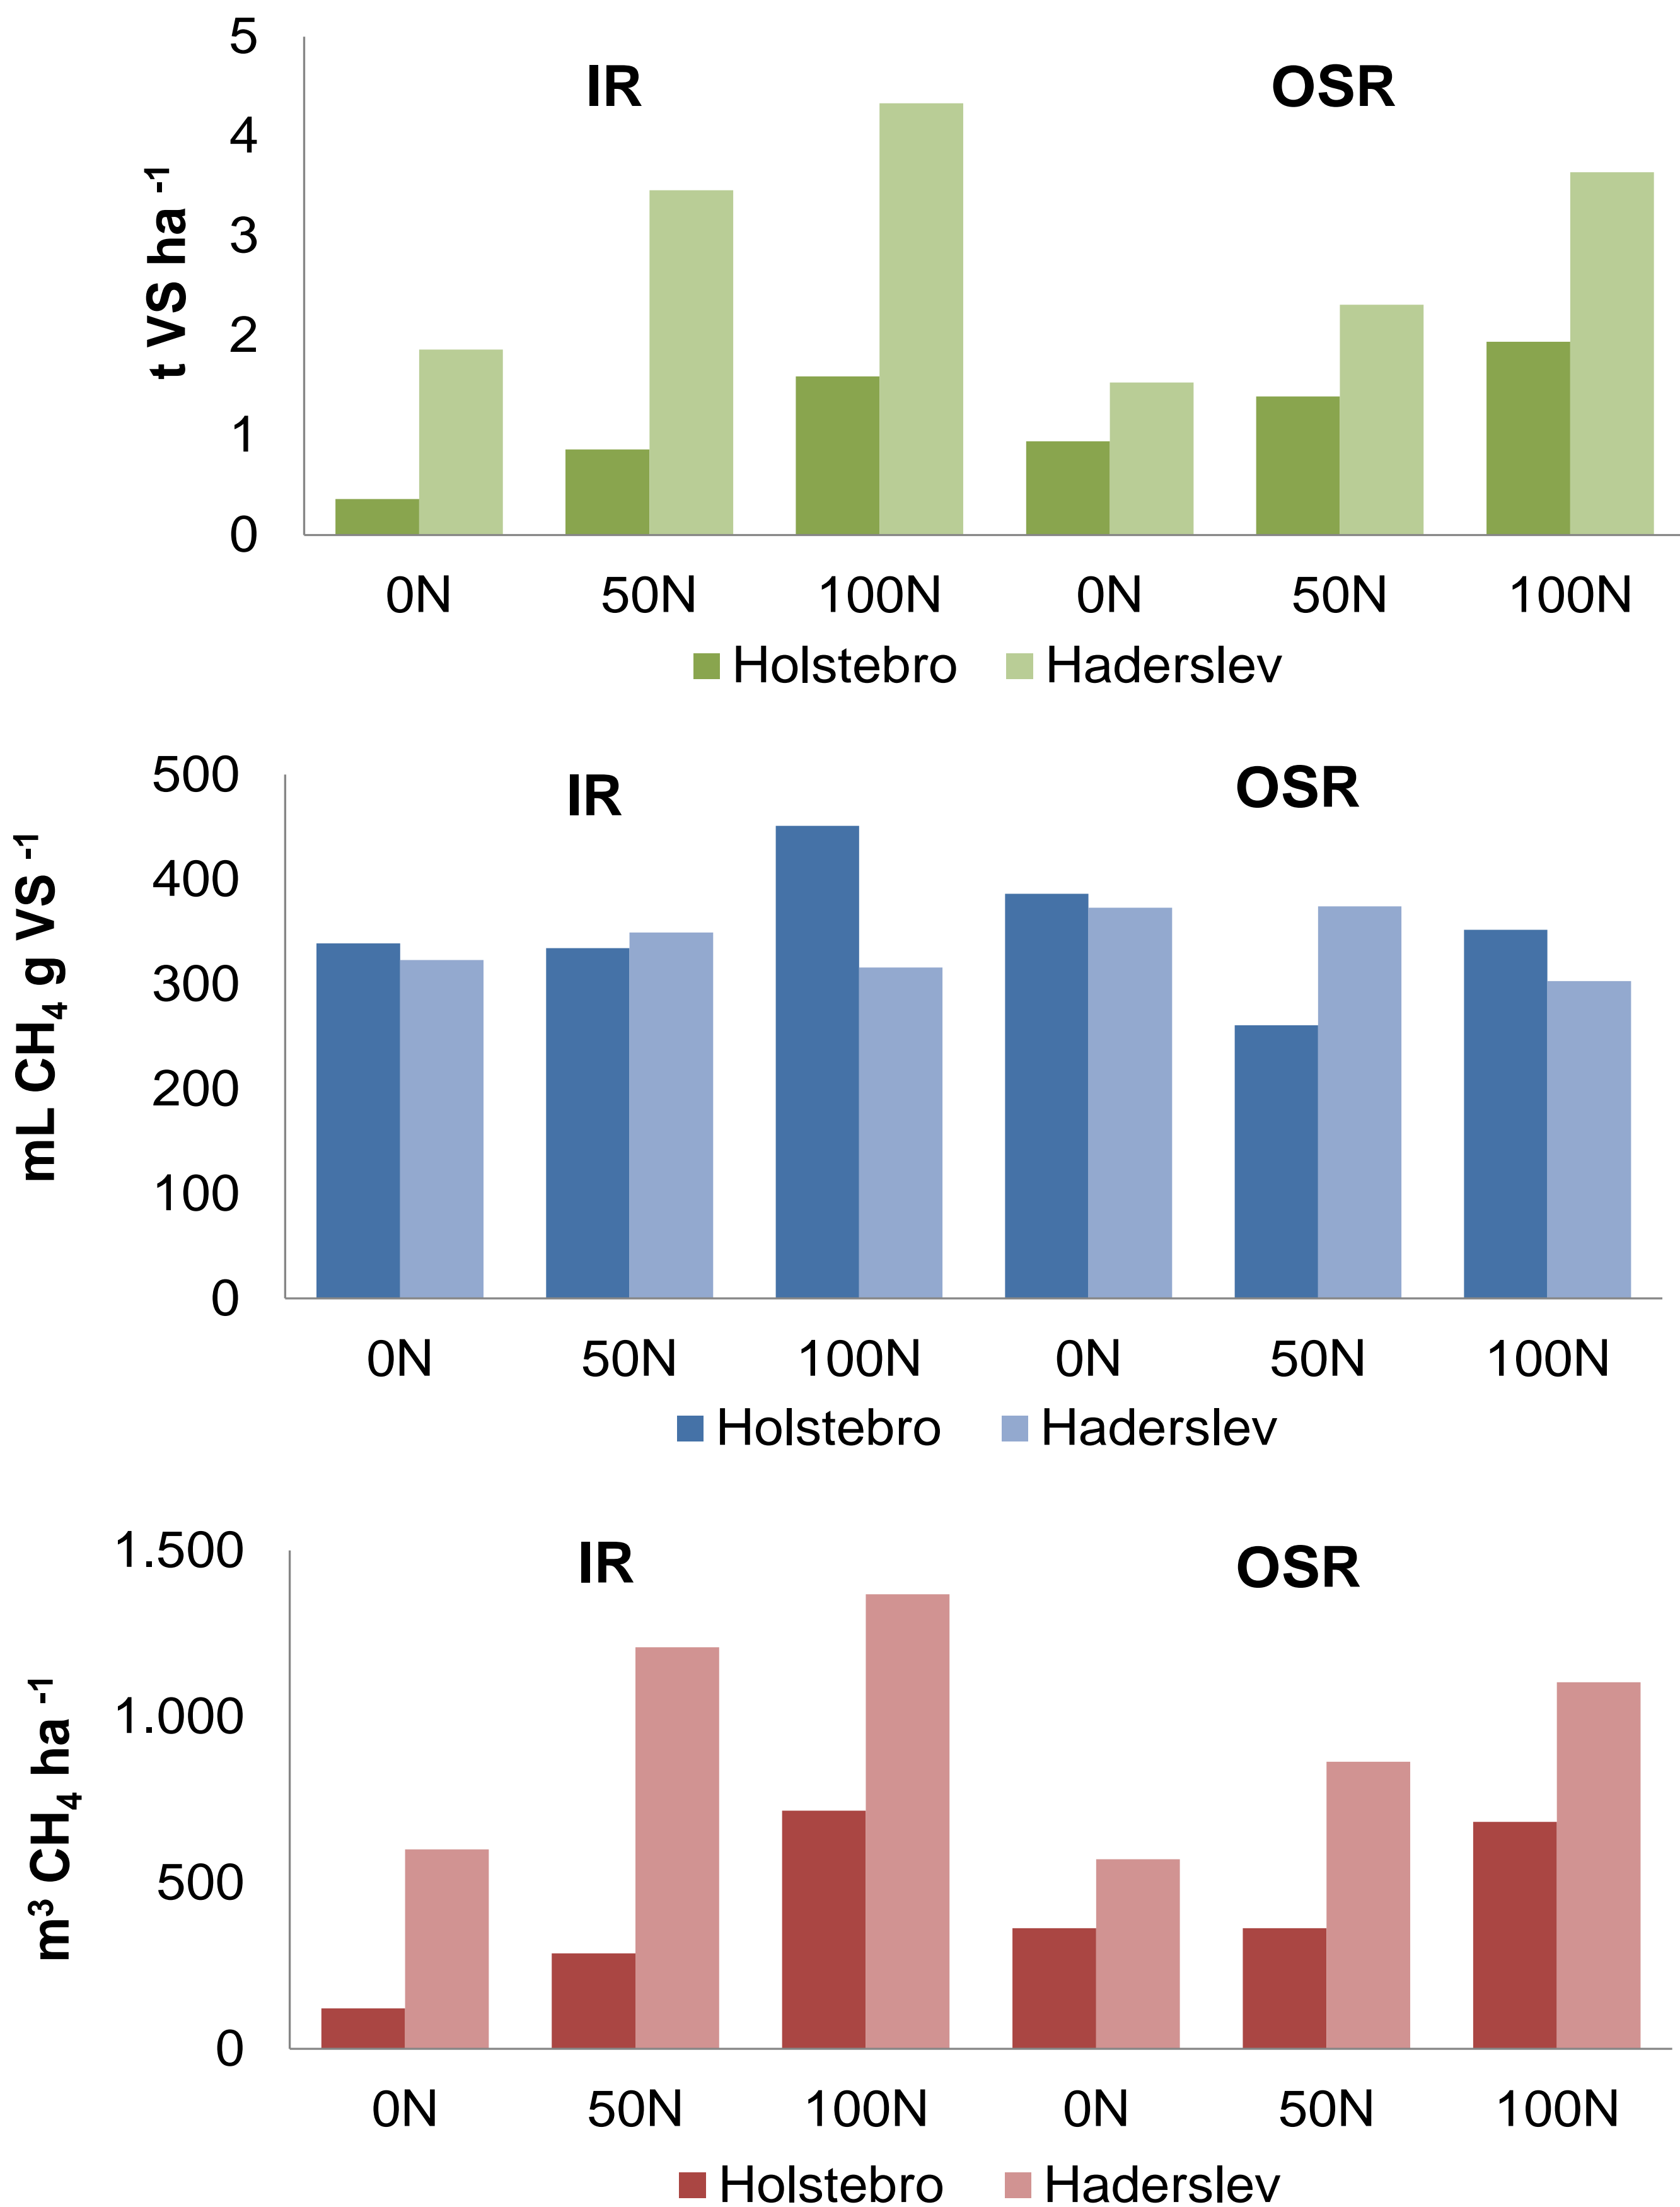 5
IR OSR
4
3
2
1
0
t VS ha -1
0N 50N 100N 0N 50N 100N
Holstebro Haderslev
500
IR OSR
400
300
200
100
0
mL CH4 g VS -1
0N 50N 100N 0N 50N 100N
Holstebro Haderslev
1.500
IR OSR
1.000
500
0
m3 CH4 ha -1
0N 50N 100N 0N 50N 100N
Holstebro Haderslev